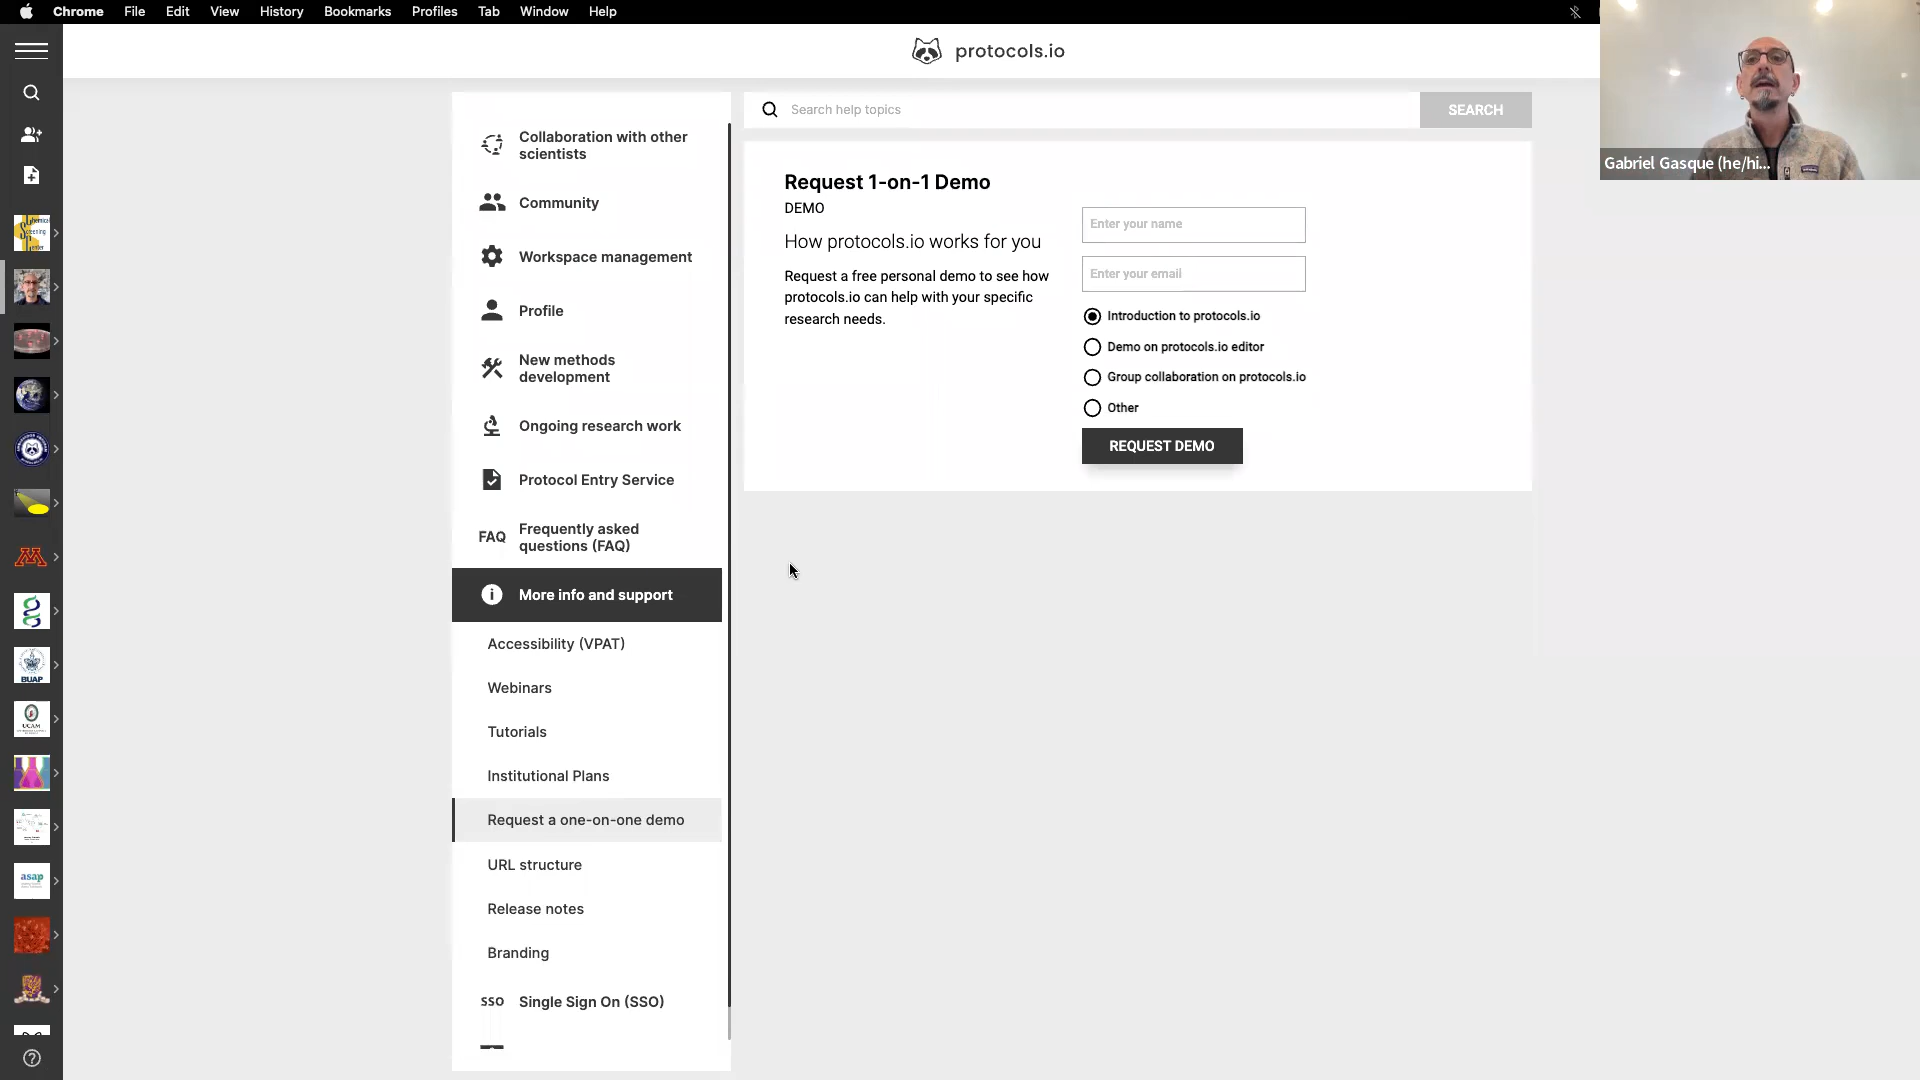 Chrome File Edit View History Bookmarks Profiles Tab Window Help
protocols.io
Gabriel Gasque (he/hi...
Search help topics
SEARCH
Collaboration with other
scientists
Community
Workspace management
Profile
New methods
development
Ongoing research work
Protocol Entry Service
FAQ
Frequently asked
questions (FAQ)
More info and support
Accessibility (VPAT)
Webinars
Tutorials
Institutional Plans
Request a one-on-one demo
URL structure
Release notes
Branding
SSO
Single Sign On (SSO)
Request 1-on-1 Demo
DEMO
How protocols.io works for you
Request a free personal demo to see how
protocols.io can help with your specific
research needs.
Enter your name
Enter your email
Introduction to protocols.io
Demo on protocols.io editor
Group collaboration on protocols.io
Other
REQUEST DEMO
BUAP
UCAM
asap